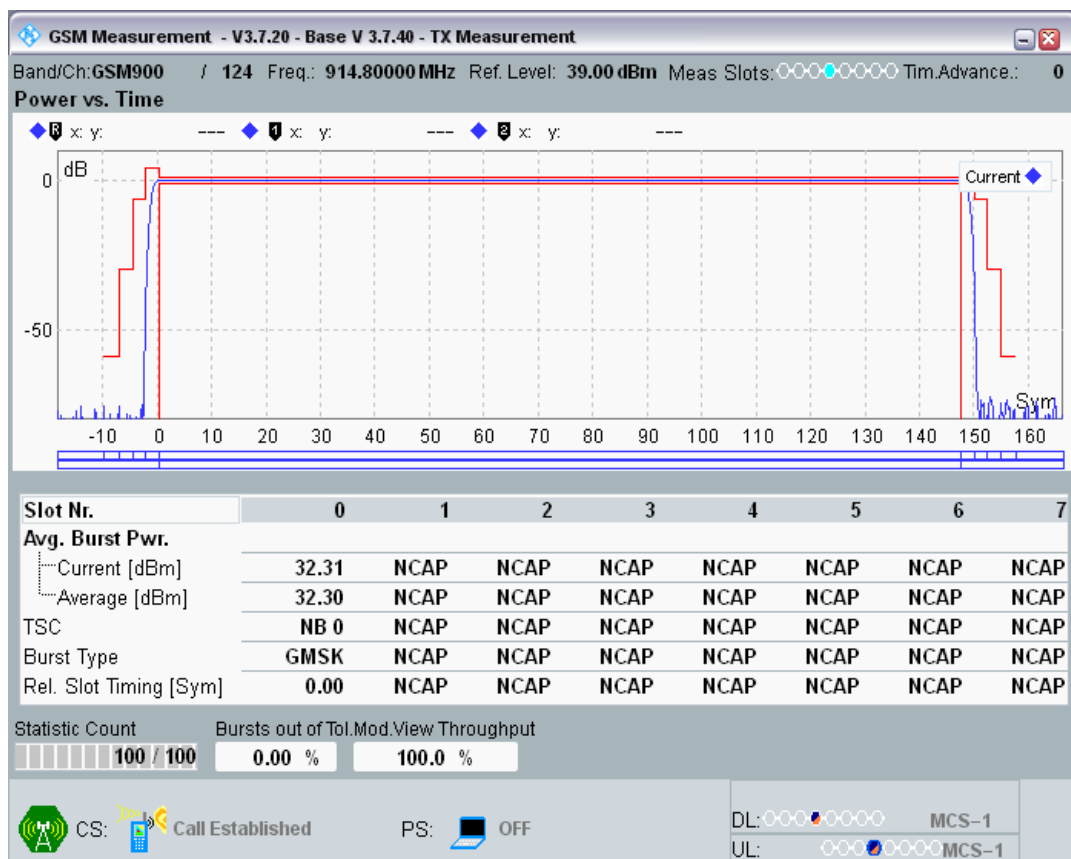 GSM Measurement - V3.7.20 - Base V 3.7.40 - TX Measurement
Band/Ch:GSM900 / 124 Freq.: 914.80000 MHz Ref. Level: 39.00 dBm Meas Slots: Tim.Advance.: 0
Power vs. Time
R x: y: --- 1 x: y: --- 2 x: y: ---
dB
Current
0
-50
Sym
-10 0 10 20 30 40 50 60 70 80 90 100 110 120 130 140 150 160
Slot Nr. 0 1 2 3 4 5 6 7
Avg. Burst Pwr.
Current [dBm] 32.31 NCAP NCAP NCAP NCAP NCAP NCAP NCAP
Average [dBm] 32.30 NCAP NCAP NCAP NCAP NCAP NCAP NCAP
TSC NB 0 NCAP NCAP NCAP NCAP NCAP NCAP NCAP
Burst Type GMSK NCAP NCAP NCAP NCAP NCAP NCAP NCAP
Rel. Slot Timing [Sym] 0.00 NCAP NCAP NCAP NCAP NCAP NCAP NCAP
Statistic Count Bursts out of Tol. Mod.View Throughput
100 / 100 0.00 % 100.0 %
CS: Call Established PS: OFF DL: MCS-1
UL: MCS-1